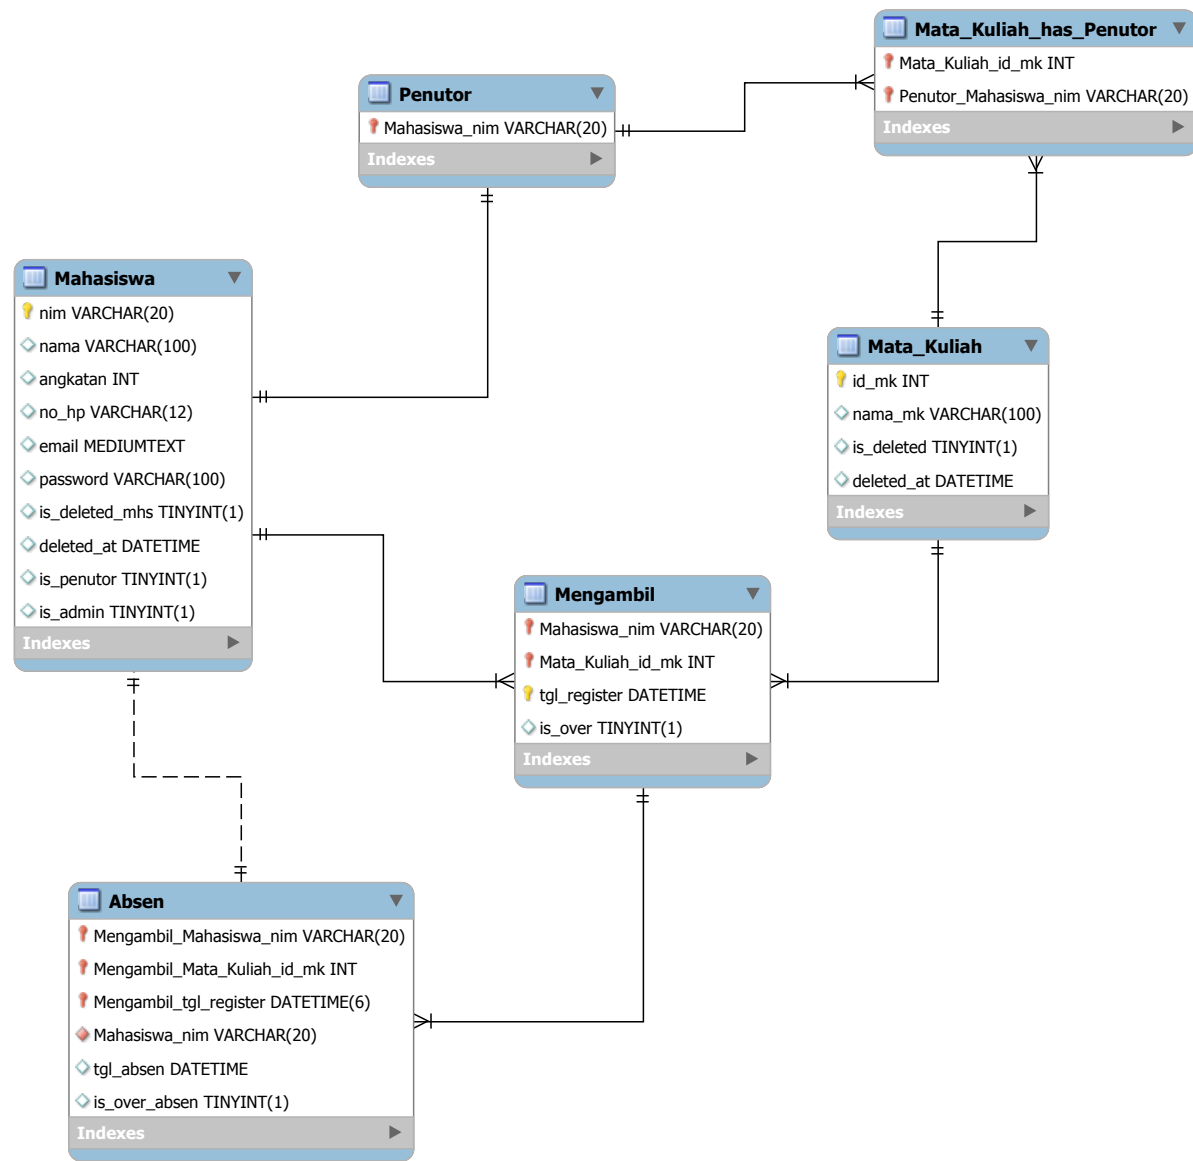 Mata_Kuliah_has_Penutor
Mata_Kuliah_id_mk INT
Penutor_Mahasiswa_nim VARCHAR(20)
Indexes
Penutor
Mahasiswa_nim VARCHAR(20)
Indexes
Mahasiswa
nim VARCHAR(20)
nama VARCHAR(100)
angkatan INT
no_hp VARCHAR(12)
email MEDIUMTEXT
password VARCHAR(100)
is_deleted_mhs TINYINT(1)
deleted_at DATETIME
is_penutor TINYINT(1)
is_admin TINYINT(1)
Indexes
Mata_Kuliah
id_mk INT
nama_mk VARCHAR(100)
is_deleted TINYINT(1)
deleted_at DATETIME
Indexes
Mengambil
Mahasiswa_nim VARCHAR(20)
Mata_Kuliah_id_mk INT
tgl_register DATETIME
is_over TINYINT(1)
Indexes
Absen
Mengambil_Mahasiswa_nim VARCHAR(20)
Mengambil_Mata_Kuliah_id_mk INT
Mengambil_tgl_register DATETIME(6)
Mahasiswa_nim VARCHAR(20)
tgl_absen DATETIME
is_over_absen TINYINT(1)
Indexes